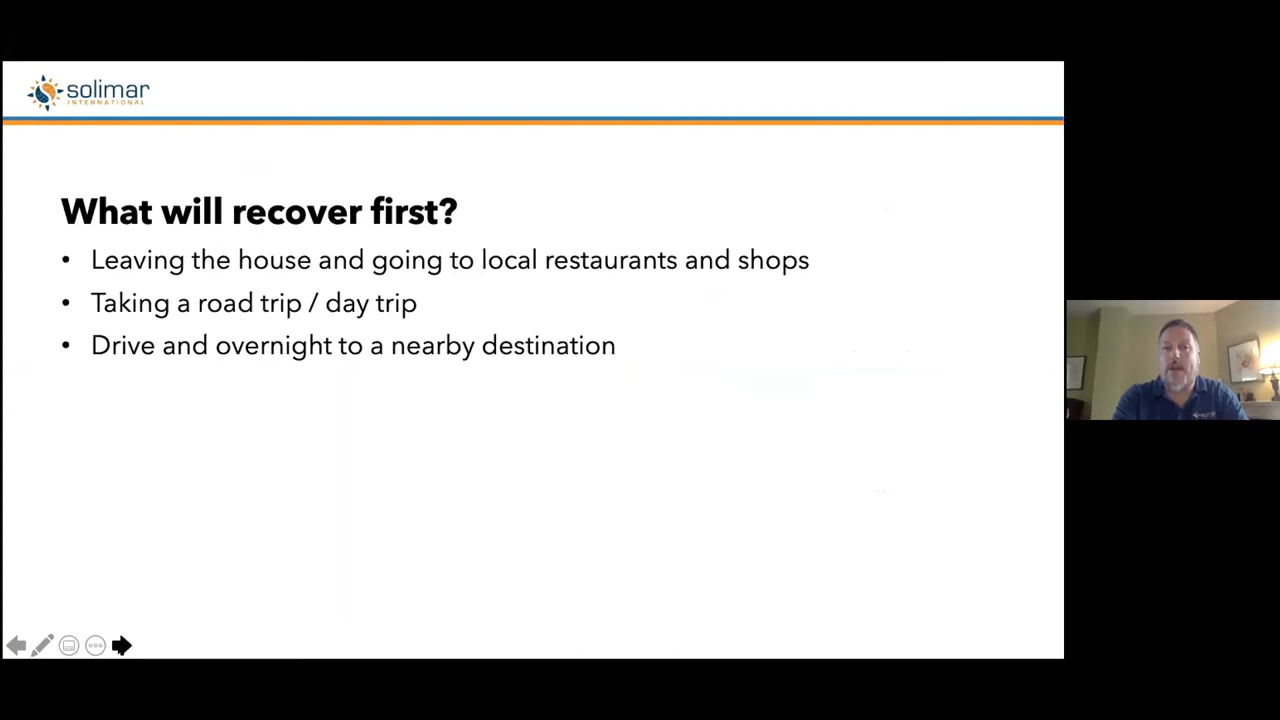 solimar
INTERNATIONAL
What will recover first?
• Leaving the house and going to local restaurants and shops
• Taking a road trip / day trip
• Drive and overnight to a nearby destination